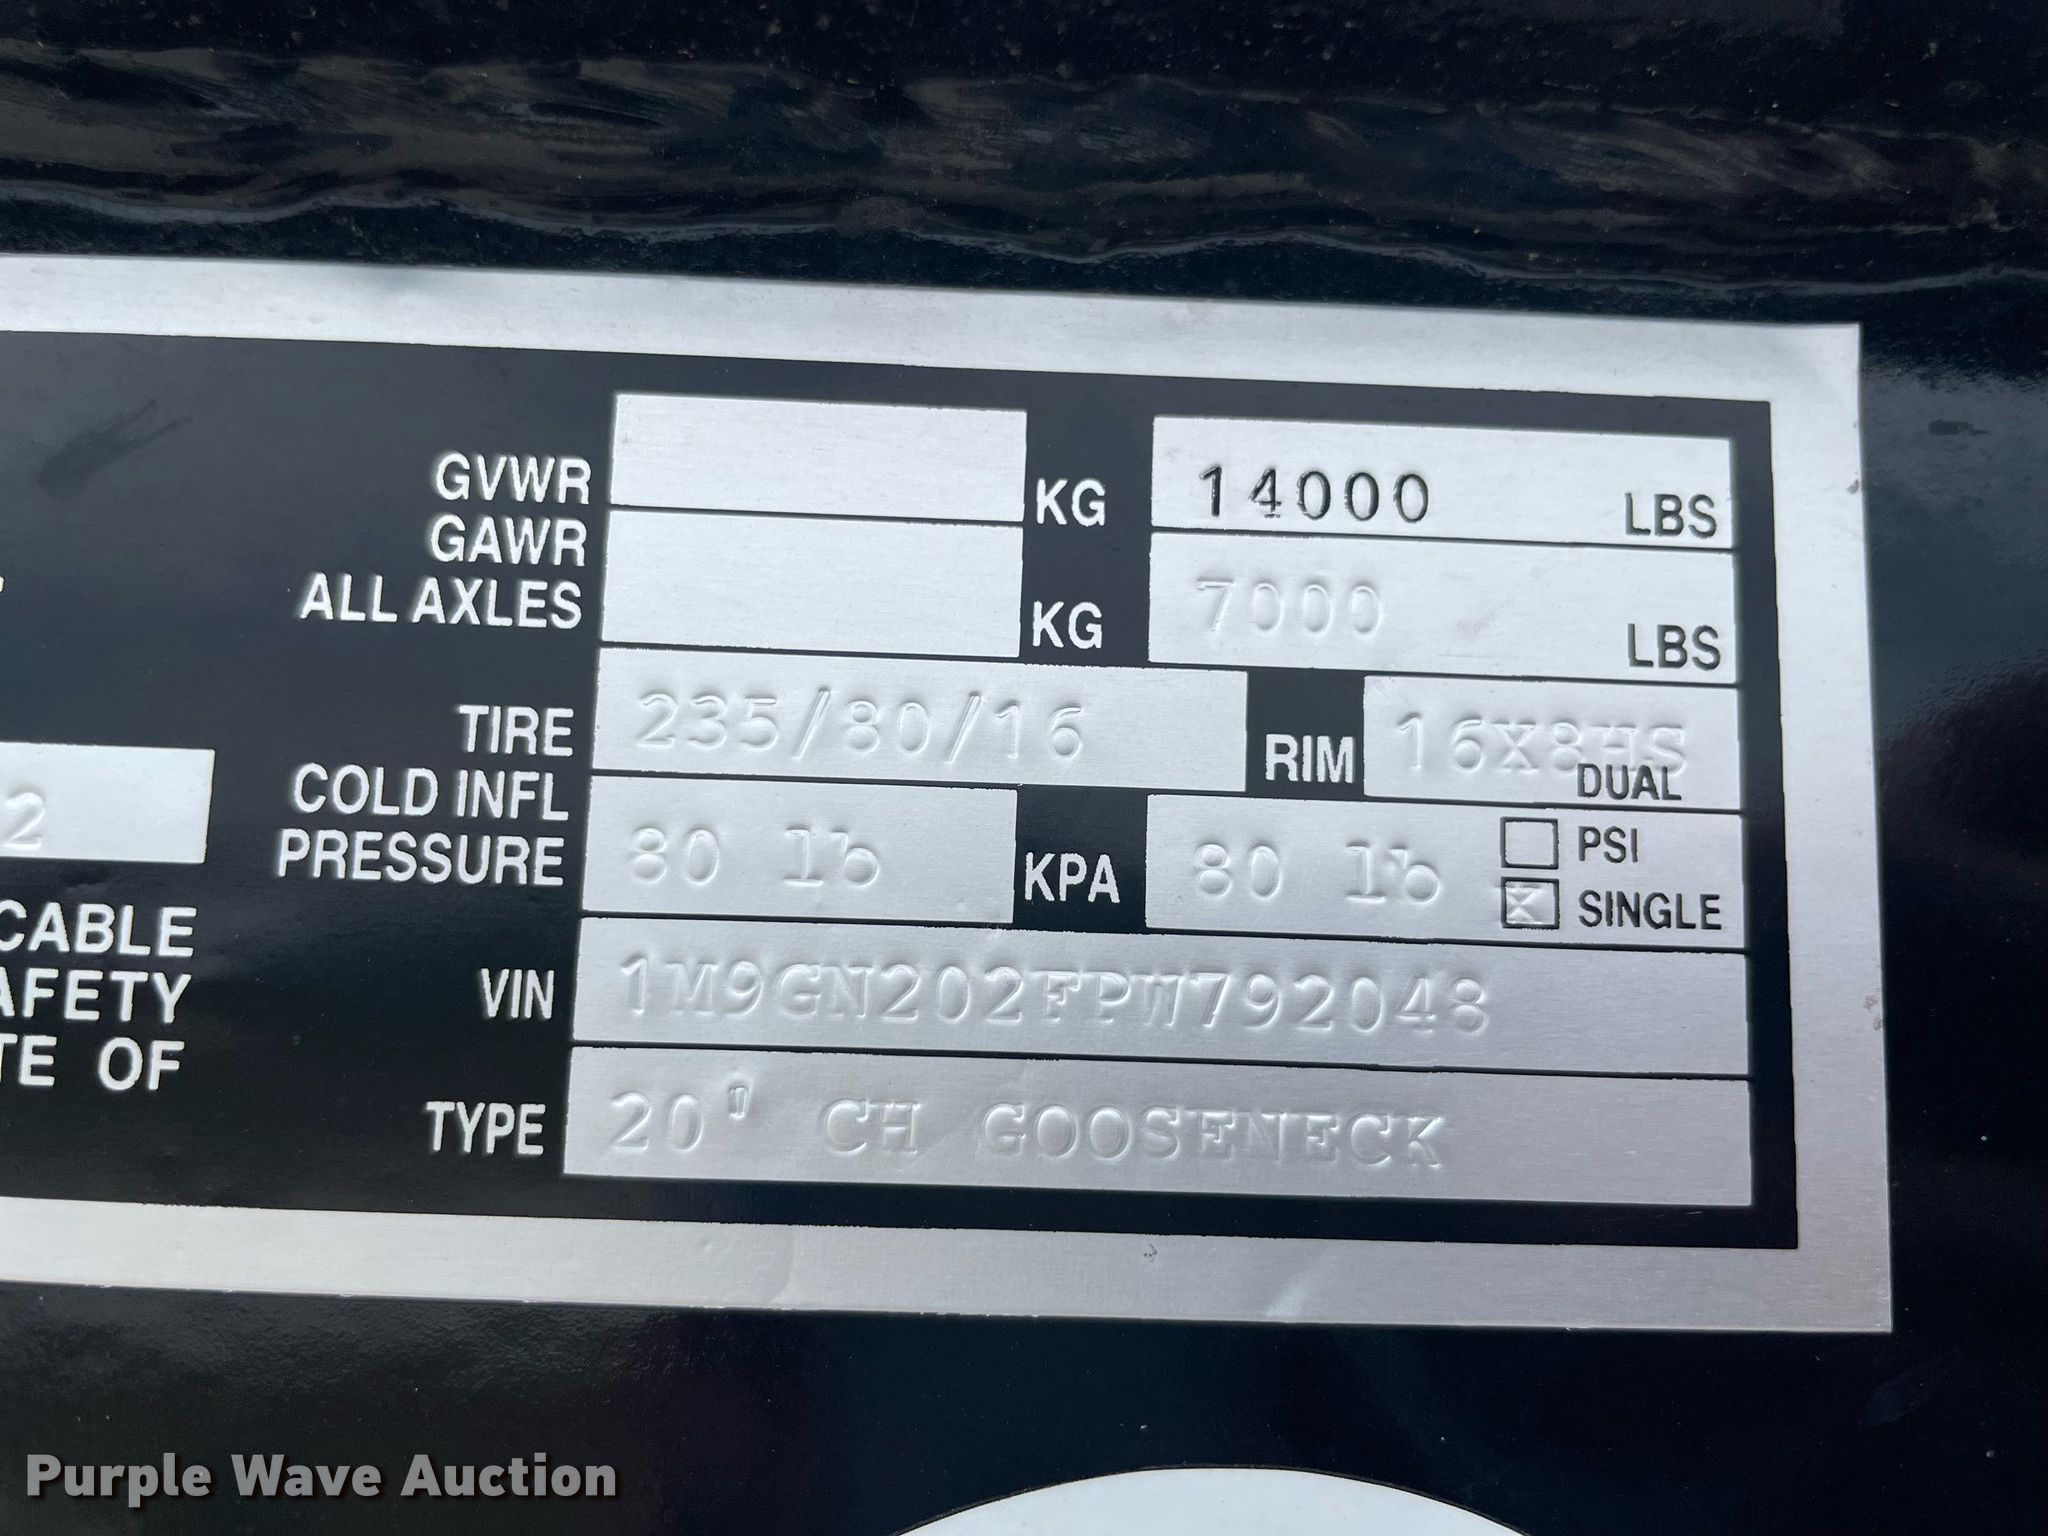 GVWR KG 14000 LBS
GAWR
ALL AXLES KG 7000 LBS
TIRE 235/80/16 RIM 16X8HS
COLD INFL
PRESSURE 80 lb KPA 80 lb
DUAL
PSI
X SINGLE
VIN 1M9GN202FPW792048
TYPE 20' CH GOOSENECK
2
CABLE
AFETY
TE OF
Purple Wave Auction